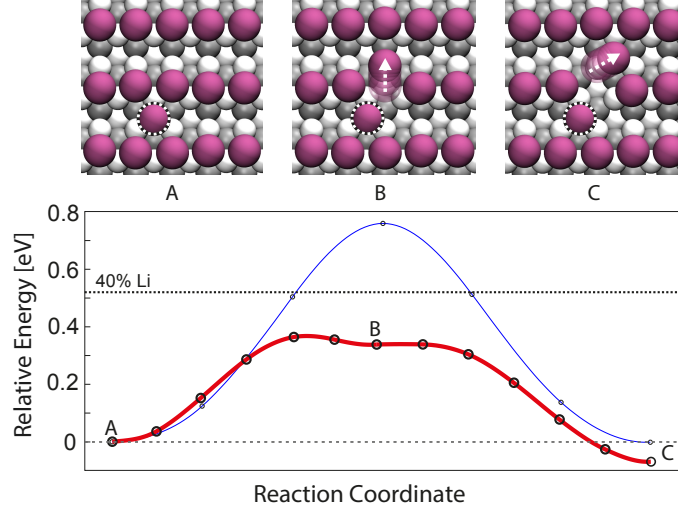 A B C
0.8
0.6
40% Li
0.4
B
0.2
A
0
C
Relative Energy [eV]
Reaction Coordinate